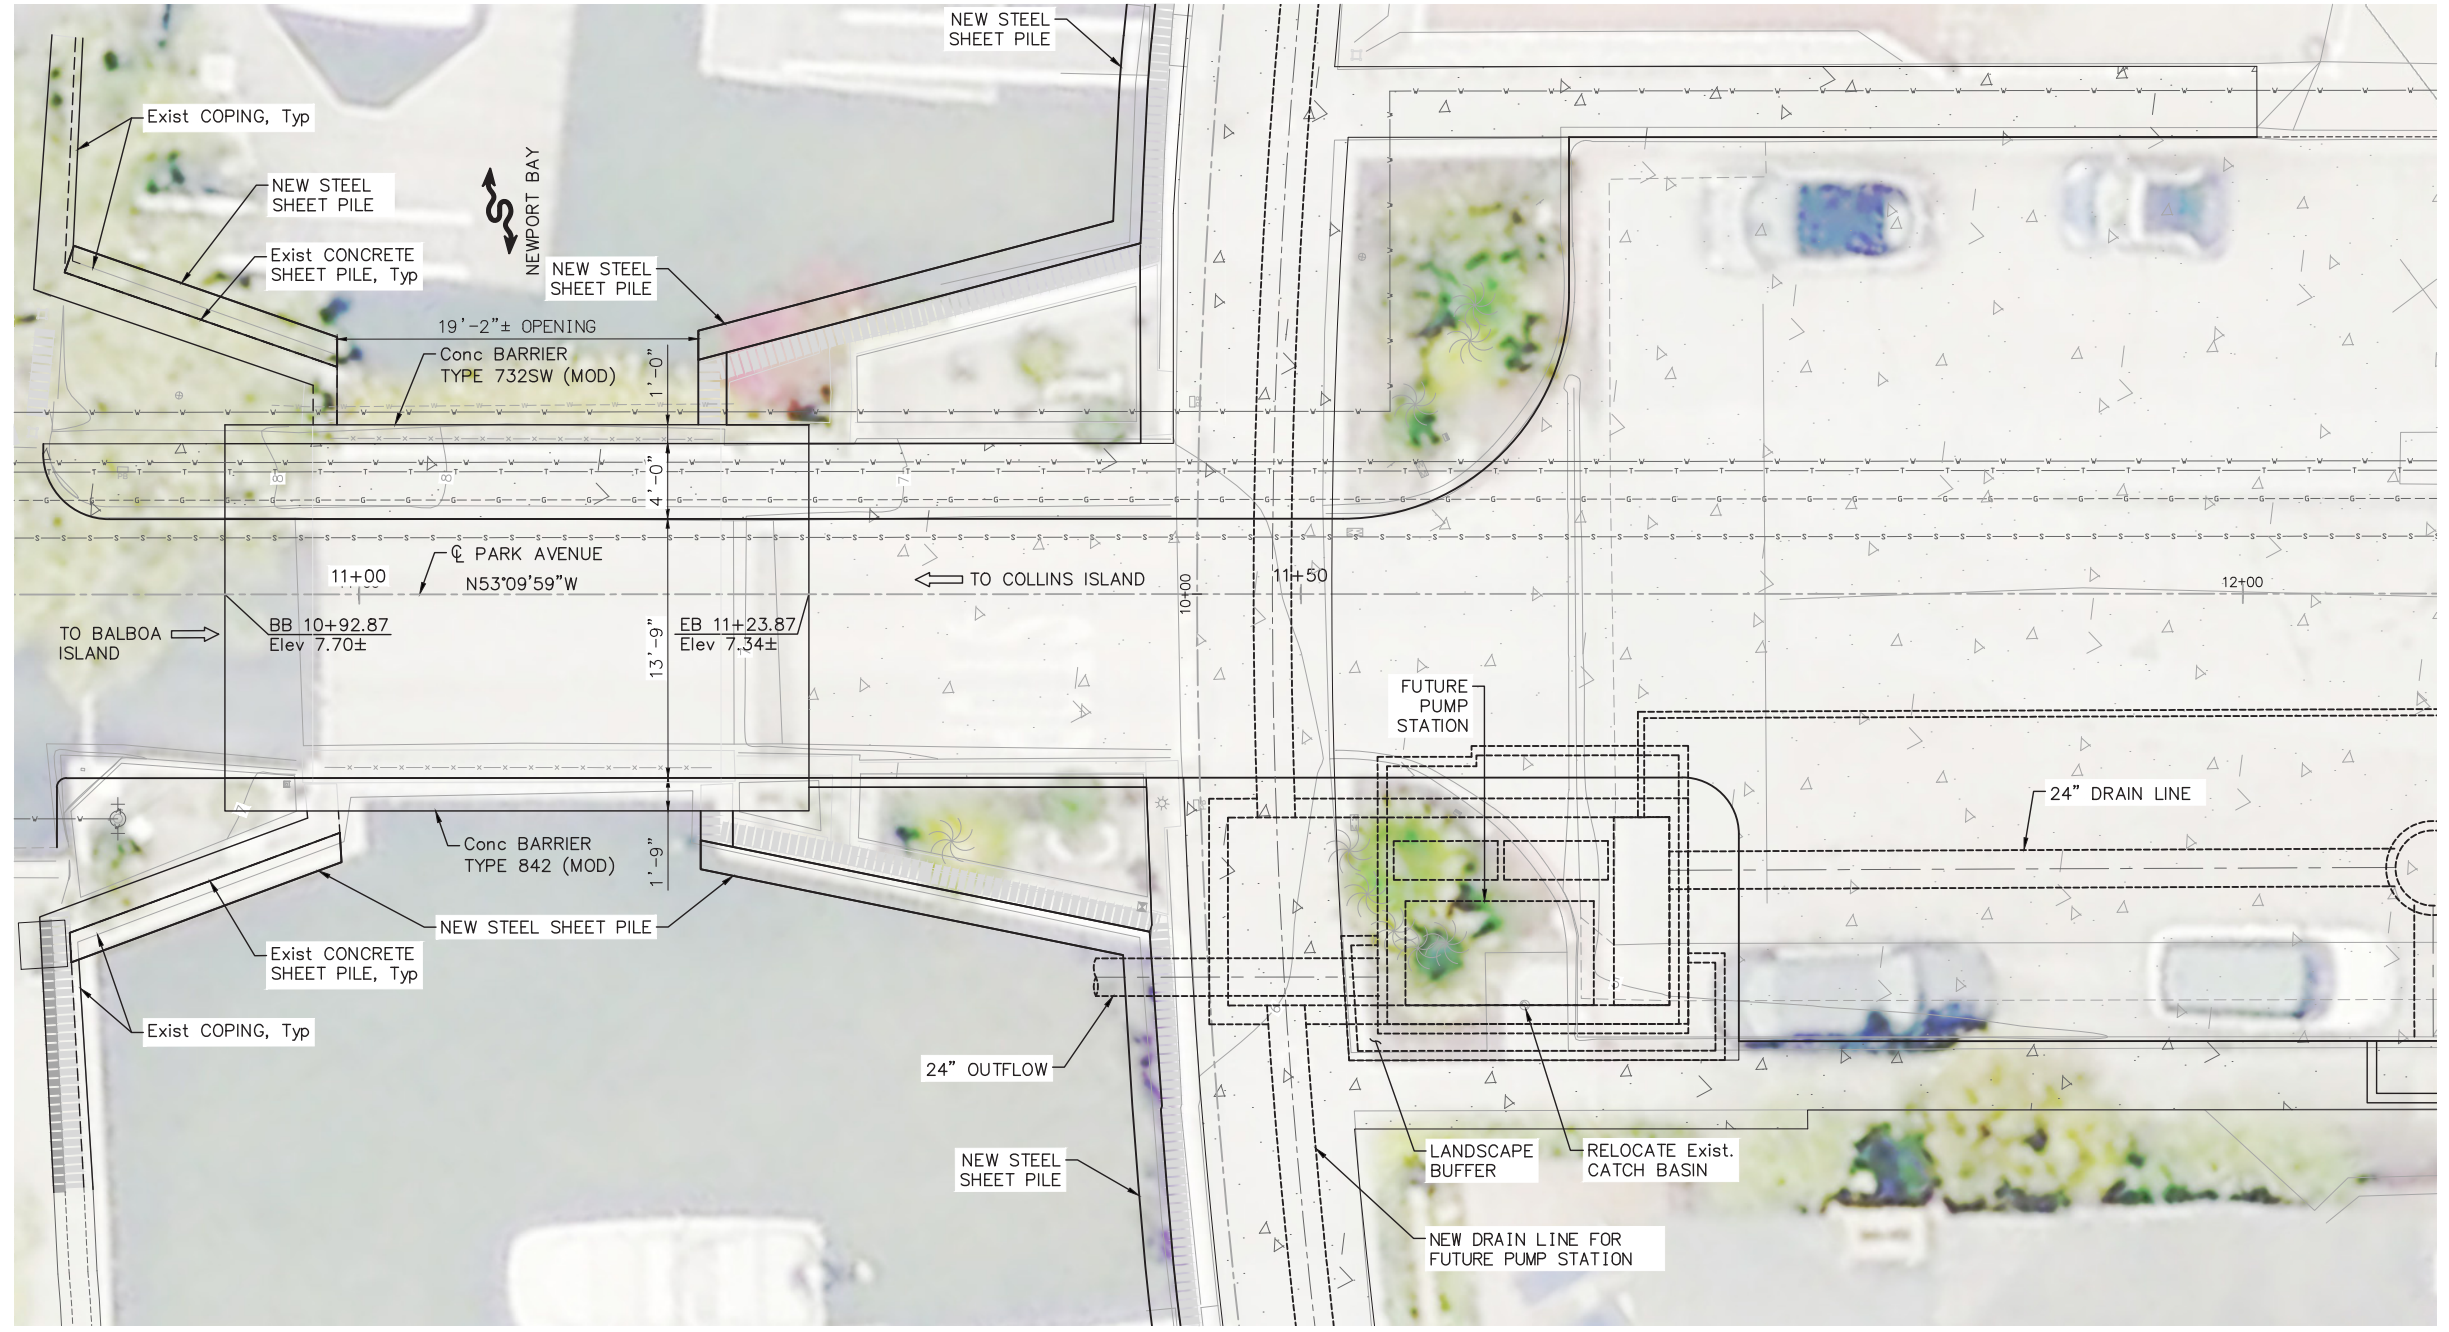 NEW STEEL
SHEET PILE
Exist COPING, Typ
NEW STEEL
SHEET PILE
Exist CONCRETE
SHEET PILE, Typ
NEWPORT BAY
NEW STEEL
SHEET PILE
19'-2"± OPENING
Conc BARRIER
TYPE 732SW (MOD)
1'-0"
4'-0"
8
8
7
℄ PARK AVENUE
N53°09'59"W
11+00
TO COLLINS ISLAND
10+00
11+50
12+00
TO BALBOA
ISLAND
BB 10+92.87
Elev 7.70±
13'-9"
EB 11+23.87
Elev 7.34±
FUTURE
PUMP
STATION
24" DRAIN LINE
7
Conc BARRIER
TYPE 842 (MOD)
1'-9"
NEW STEEL SHEET PILE
Exist CONCRETE
SHEET PILE, Typ
Exist COPING, Typ
24" OUTFLOW
NEW STEEL
SHEET PILE
LANDSCAPE
BUFFER
RELOCATE Exist.
CATCH BASIN
NEW DRAIN LINE FOR
FUTURE PUMP STATION